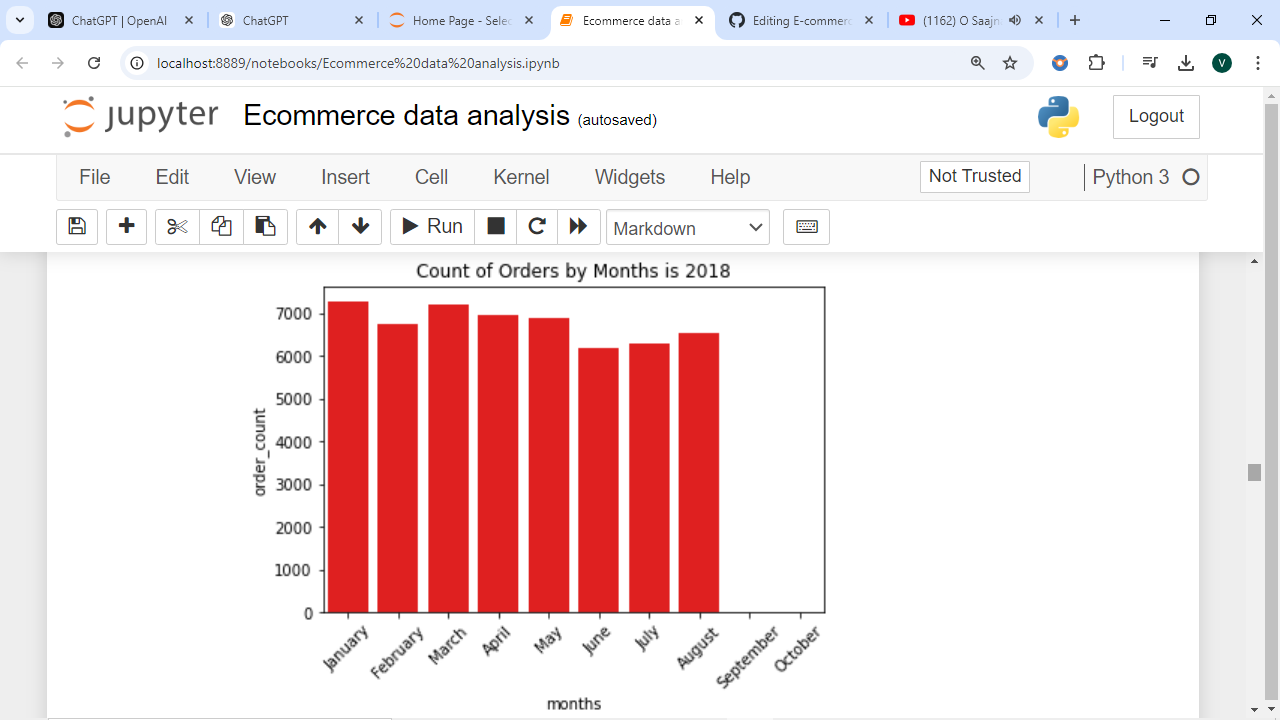 ChatGPT | OpenAI
ChatGPT
Home Page - Selec
Ecommerce data a
Editing E-commerc
(1162) O Saajn
localhost:8889/notebooks/Ecommerce%20data%20analysis.ipynb
V
jupyter Ecommerce data analysis (autosaved)
Logout
File Edit View Insert Cell Kernel Widgets Help
Not Trusted
Python 3
Run
Markdown
Count of Orders by Months is 2018
order_count
7000
6000
5000
4000
3000
2000
1000
0
January February March April May June July August September October
months